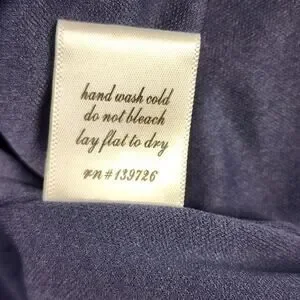 hand wash cold
do not bleach
lay flat to dry
rn#139726